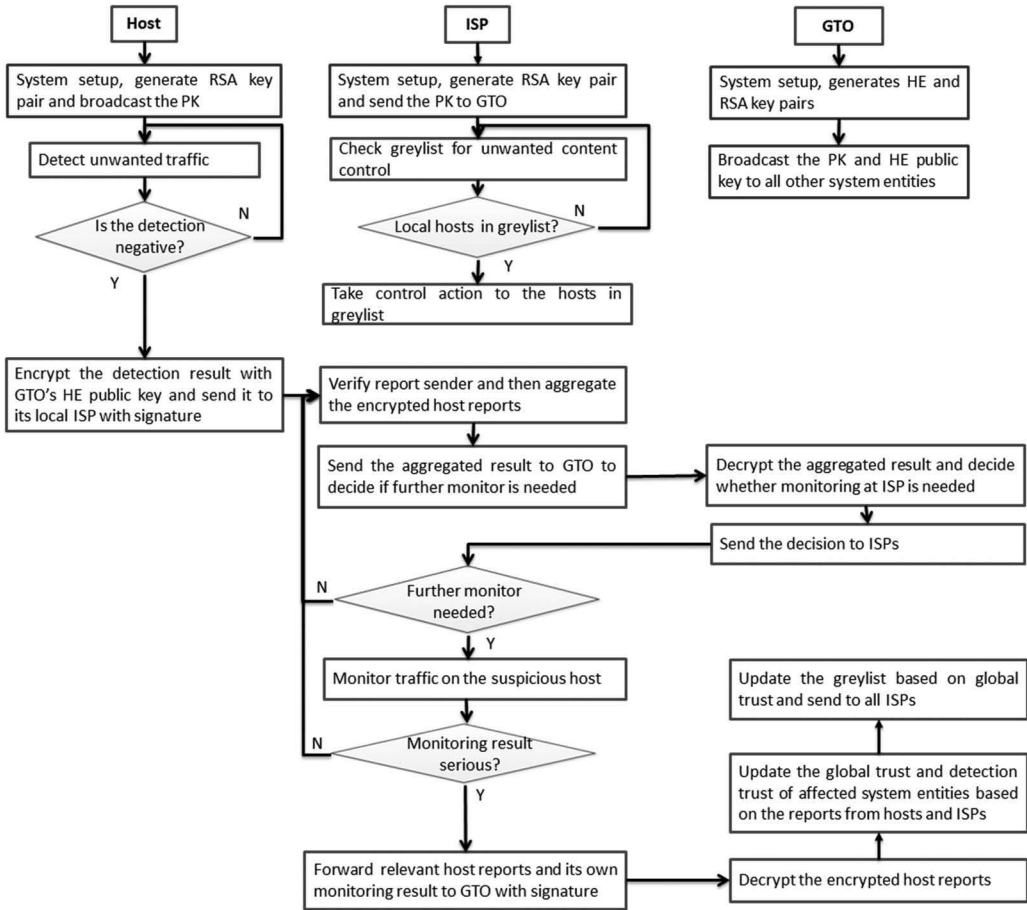 Host
ISP
GTO
System setup, generate RSA key
pair and broadcast the PK
System setup, generate RSA key pair
and send the PK to GTO
System setup, generates HE and
RSA key pairs
Detect unwanted traffic
Check greylist for unwanted content
control
Broadcast the PK and HE public
key to all other system entities
Is the detection
negative?
N
Y
Local hosts in greylist?
N
Y
Take control action to the hosts in
greylist
Encrypt the detection result with
GTO's HE public key and send it to
its local ISP with signature
Verify report sender and then aggregate
the encrypted host reports
Send the aggregated result to GTO to
decide if further monitor is needed
Decrypt the aggregated result and decide
whether monitoring at ISP is needed
Send the decision to ISPs
N
Further monitor
needed?
Y
Monitor traffic on the suspicious host
N
Monitoring result
serious?
Y
Update the greylist based on global
trust and send to all ISPs
Update the global trust and detection
trust of affected system entities based
on the reports from hosts and ISPs
Forward relevant host reports and its own
monitoring result to GTO with signature
Decrypt the encrypted host reports